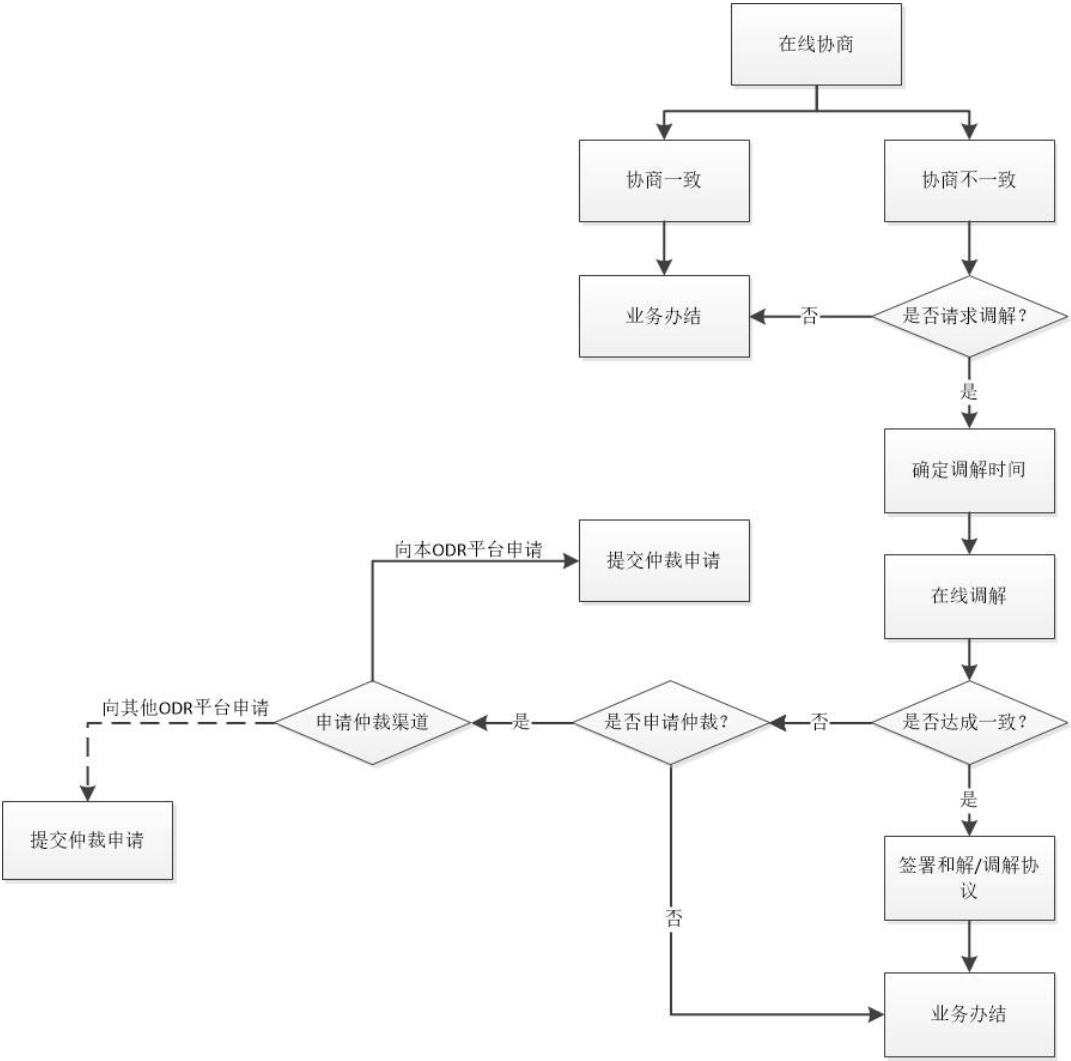 在线协商
协商一致
协商不一致
业务办结
否
是否请求调解？
是
确定调解时间
向本ODR平台申请
提交仲裁申请
在线调解
向其他ODR平台申请
申请仲裁渠道
是
是否申请仲裁？
否
是否达成一致？
是
提交仲裁申请
签署和解/调解协
议
否
业务办结